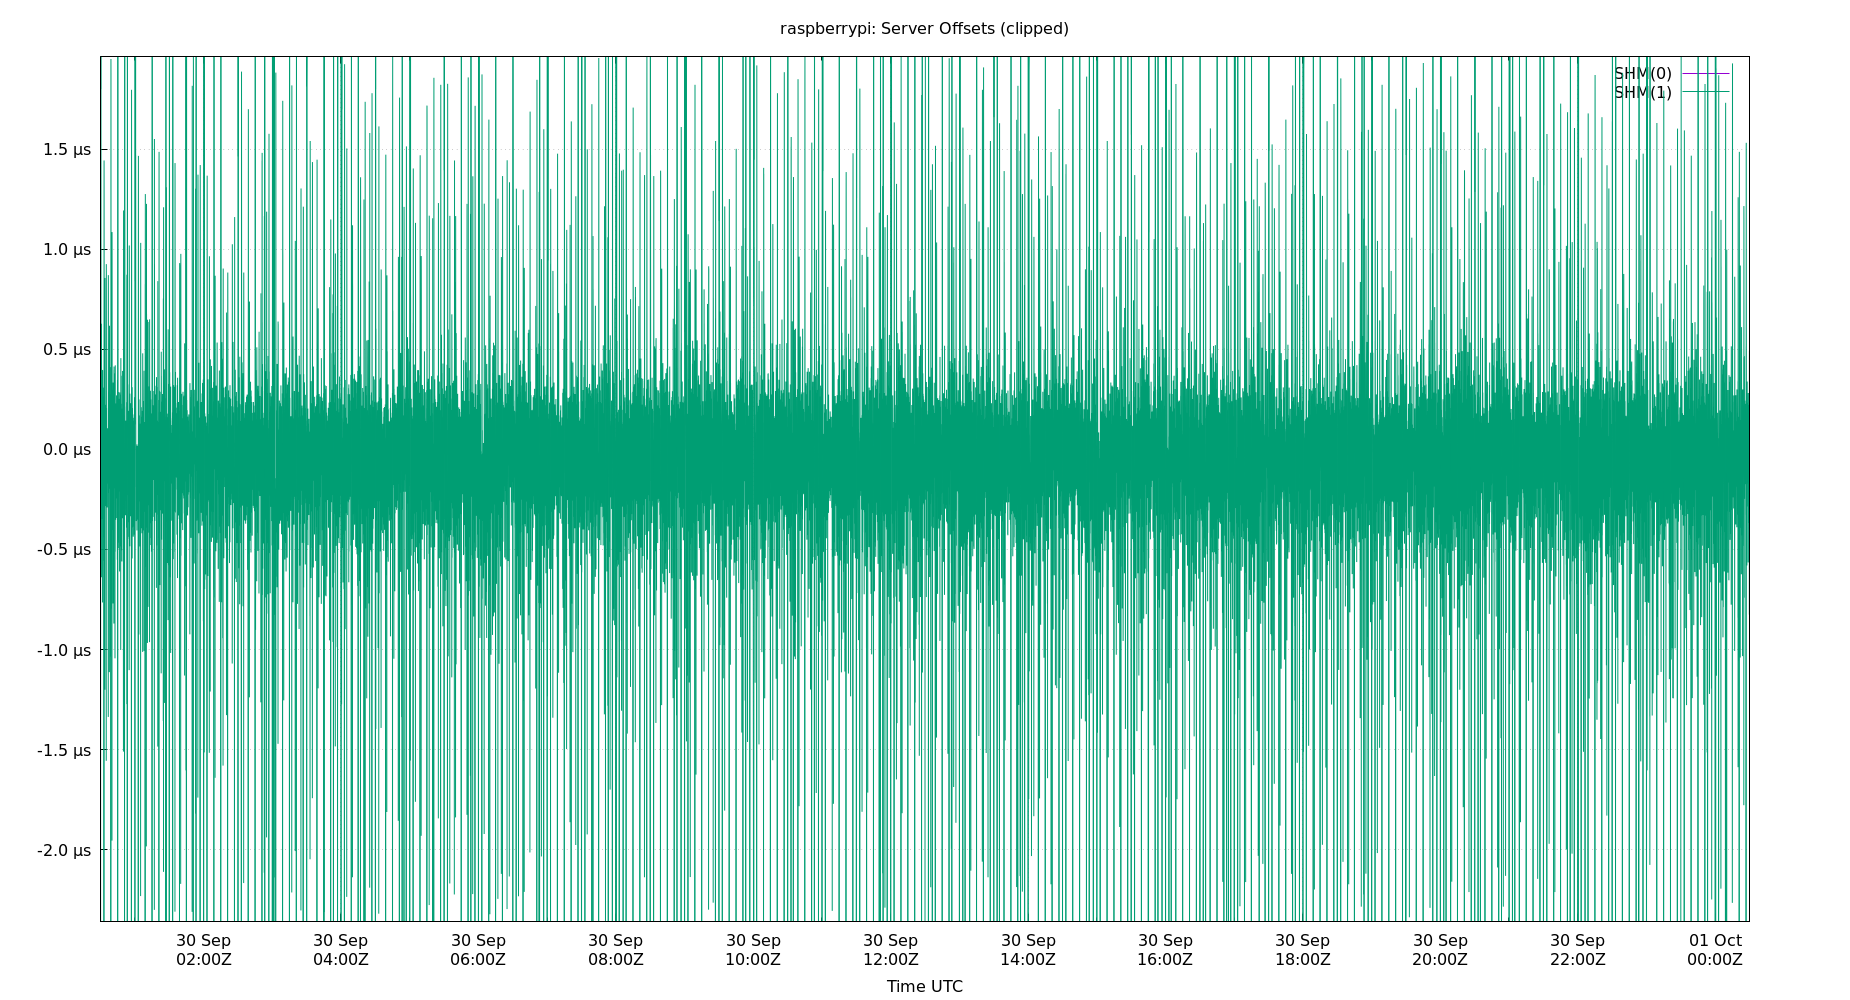 raspberrypi: Server Offsets (clipped)
SHM(0)
SHM(1)
1.5 µs
1.0 µs
0.5 µs
0.0 µs
-0.5 µs
-1.0 µs
-1.5 µs
-2.0 µs
30 Sep 30 Sep 30 Sep 30 Sep 30 Sep 30 Sep 30 Sep 30 Sep 30 Sep 30 Sep 30 Sep 01 Oct
02:00Z 04:00Z 06:00Z 08:00Z 10:00Z 12:00Z 14:00Z 16:00Z 18:00Z 20:00Z 22:00Z 00:00Z
Time UTC